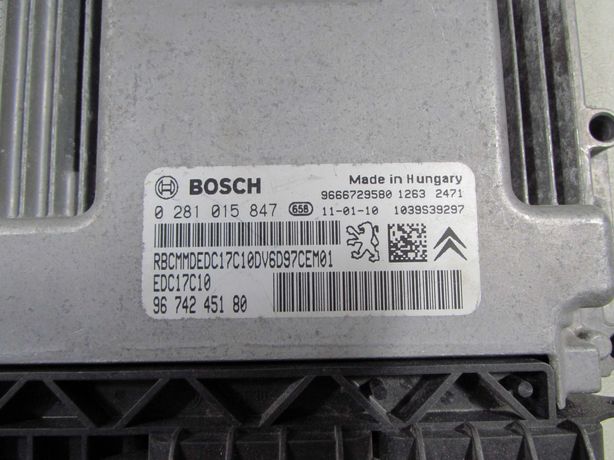 BOSCH
Made in Hungary
9666729580 1263 2471
0 281 015 847 658 11-01-10 1039S39297
RBCMMDEDC17C10DV6D97CEM01
EDC17C10
96 742 451 80